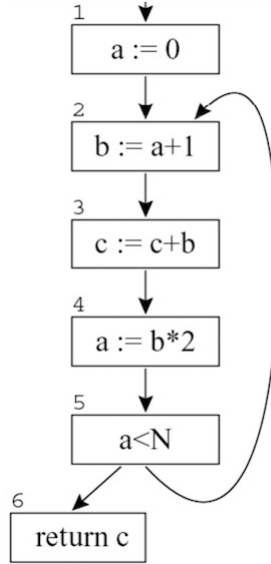 1
a := 0
2
b := a+1
3
c := c+b
4
a := b*2
5
a<N
6
return c